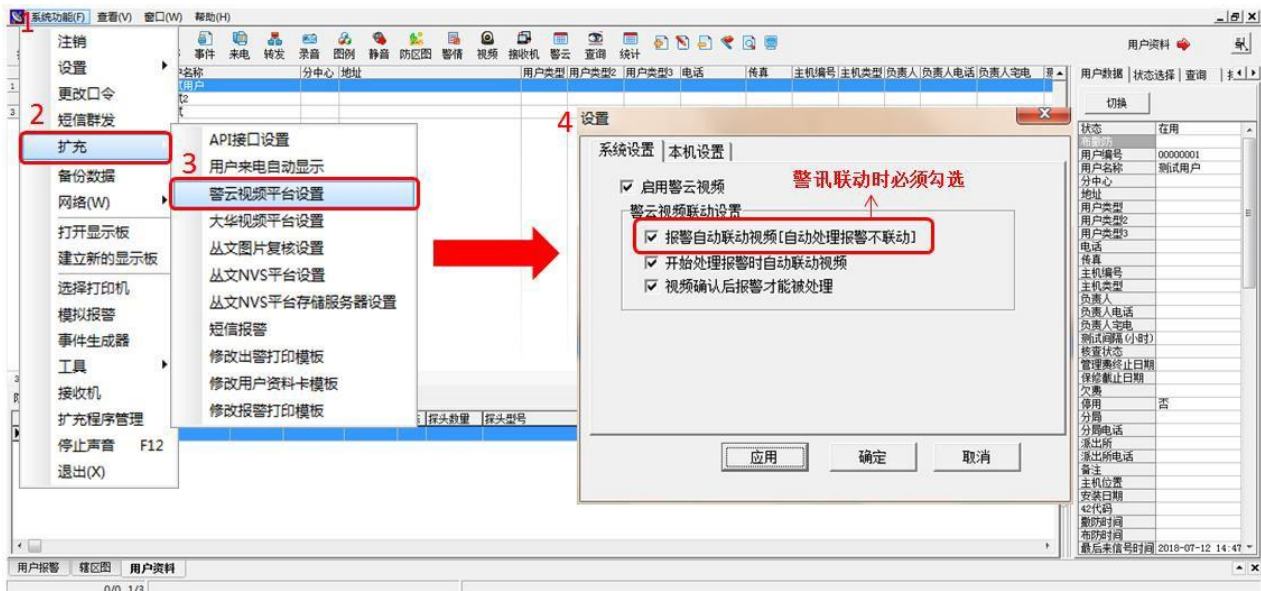 1
系统功能(F) 查看(V) 窗口(W) 帮助(H)
事件 来电 转发 录音 图例 静音 防区图 警情 视频 接收机 警云 查询 统计
用户资料
分中心 地址 用户类型 用户类型2 用户类型3 电话 传真 主机编号 主机类型 负责人 负责人电话 负责人宅电
用户数据 状态选择 查询
注销
设置
更改口令
短信群发
2
扩充
备份数据
网络(W)
打开显示板
建立新的显示板
选择打印机
模拟报警
事件生成器
工具
接收机
扩充程序管理
停止声音 F12
退出(X)
3
API接口设置
用户来电自动显示
警云视频平台设置
大华视频平台设置
丛文图片复核设置
丛文NVS平台设置
丛文NVS平台存储服务器设置
短信报警
修改出警打印模板
修改用户资料卡模板
修改报警打印模板
探头数量 探头型号
4
设置
系统设置 本机设置
启用警云视频
警讯联动时必须勾选
警云视频联动设置
报警自动联动视频[自动处理报警不联动]
开始处理报警时自动联动视频
视频确认后报警才能被处理
应用 确定 取消
切换
状态 在用
布撤防
用户编号 00000001
用户名称 测试用户
分中心
地址
用户类型
用户类型2
用户类型3
电话
传真
主机编号
主机类型
负责人
负责人电话
负责人宅电
测试间隔(小时)
核查状态
管理费终止日期
保修截止日期
欠费
停用 否
分局
分局电话
派出所
派出所电话
备注
主机位置
安装日期
42代码
撤防时间
布防时间
最后来信号时间 2018-07-12 14:47
用户报警 辖区图 用户资料
0/0 1/3